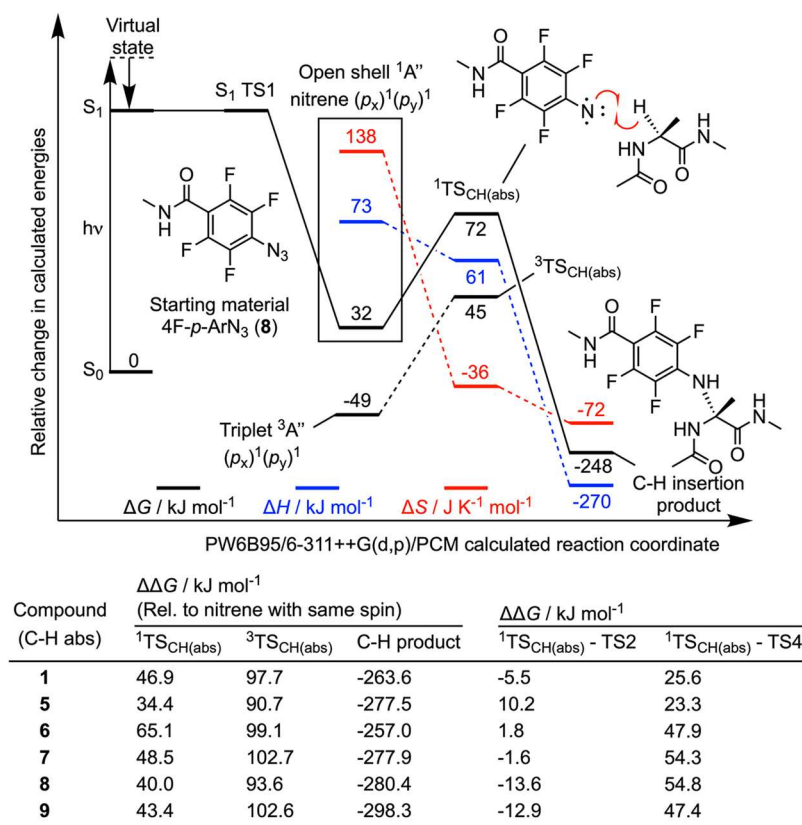 Virtual
state
S1
S1 TS1
Open shell 1A''
nitrene (px)1(py)1
138
73
32
O
N
H
F
F
F
F
N
H
N
H
O
N
H
O
1TSCH(abs)
72
61
3TSCH(abs)
45
-36
hν
O
N
H
F
F
F
F
N3
Starting material
4F-p-ArN3 (8)
S0
0
-49
Triplet 3A''
(px)1(py)1
-72
-248
-270
O
N
H
F
F
F
F
NH
N
H
O
N
H
O
C-H insertion
product
ΔG / kJ mol-1
ΔH / kJ mol-1
ΔS / J K-1 mol-1
Relative change in calculated energies
PW6B95/6-311++G(d,p)/PCM calculated reaction coordinate
Compound
(C-H abs)
ΔΔG / kJ mol-1
(Rel. to nitrene with same spin)
ΔΔG / kJ mol-1
1TSCH(abs) 3TSCH(abs) C-H product 1TSCH(abs) - TS2 1TSCH(abs) - TS4
1 46.9 97.7 -263.6 -5.5 25.6
5 34.4 90.7 -277.5 10.2 23.3
6 65.1 99.1 -257.0 1.8 47.9
7 48.5 102.7 -277.9 -1.6 54.3
8 40.0 93.6 -280.4 -13.6 54.8
9 43.4 102.6 -298.3 -12.9 47.4